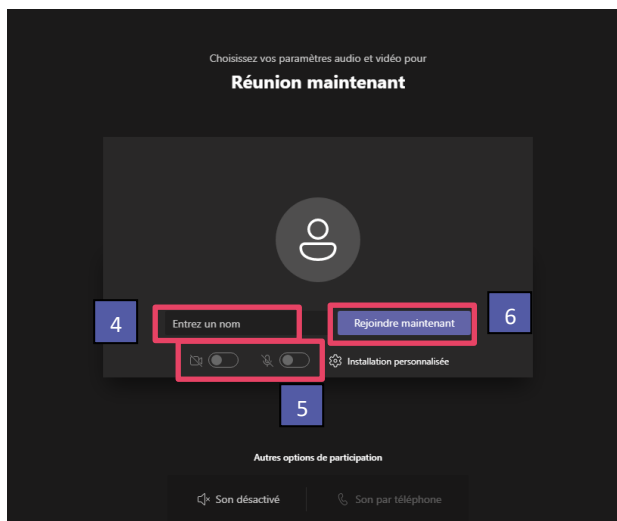 Choisissez vos paramètres audio et vidéo pour
Réunion maintenant
4
Entrez un nom
Rejoindre maintenant
6
Installation personnalisée
5
Autres options de participation
Son désactivé
Son par téléphone